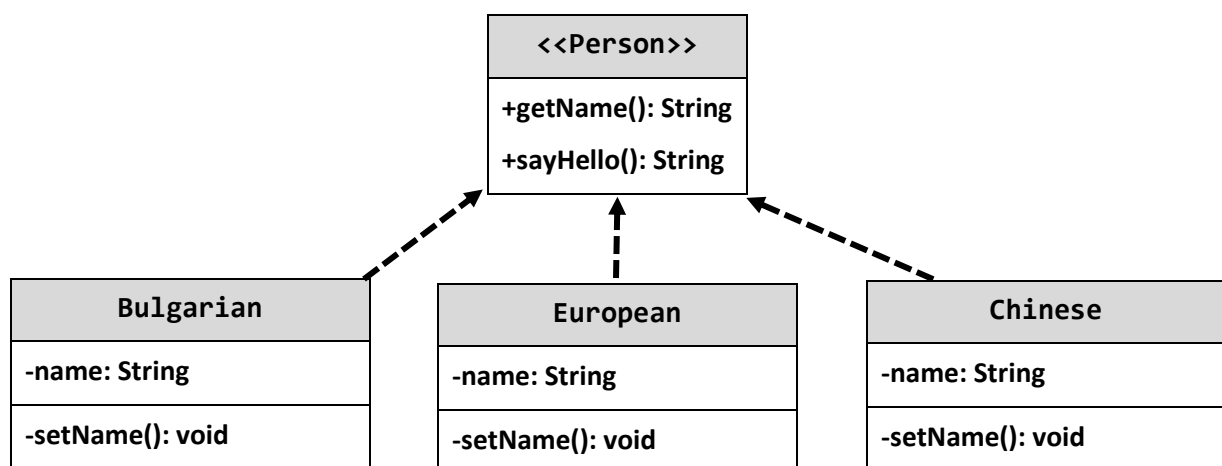 <<Person>>
+getName(): String
+sayHello(): String
Bulgarian
-name: String
-setName(): void
European
-name: String
-setName(): void
Chinese
-name: String
-setName(): void